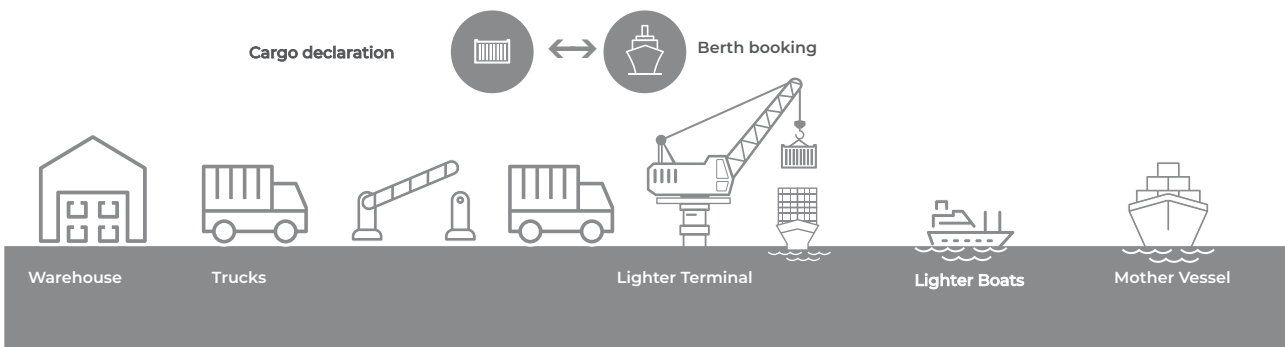 Cargo declaration
Berth booking
Warehouse
Trucks
Lighter Terminal
Lighter Boats
Mother Vessel